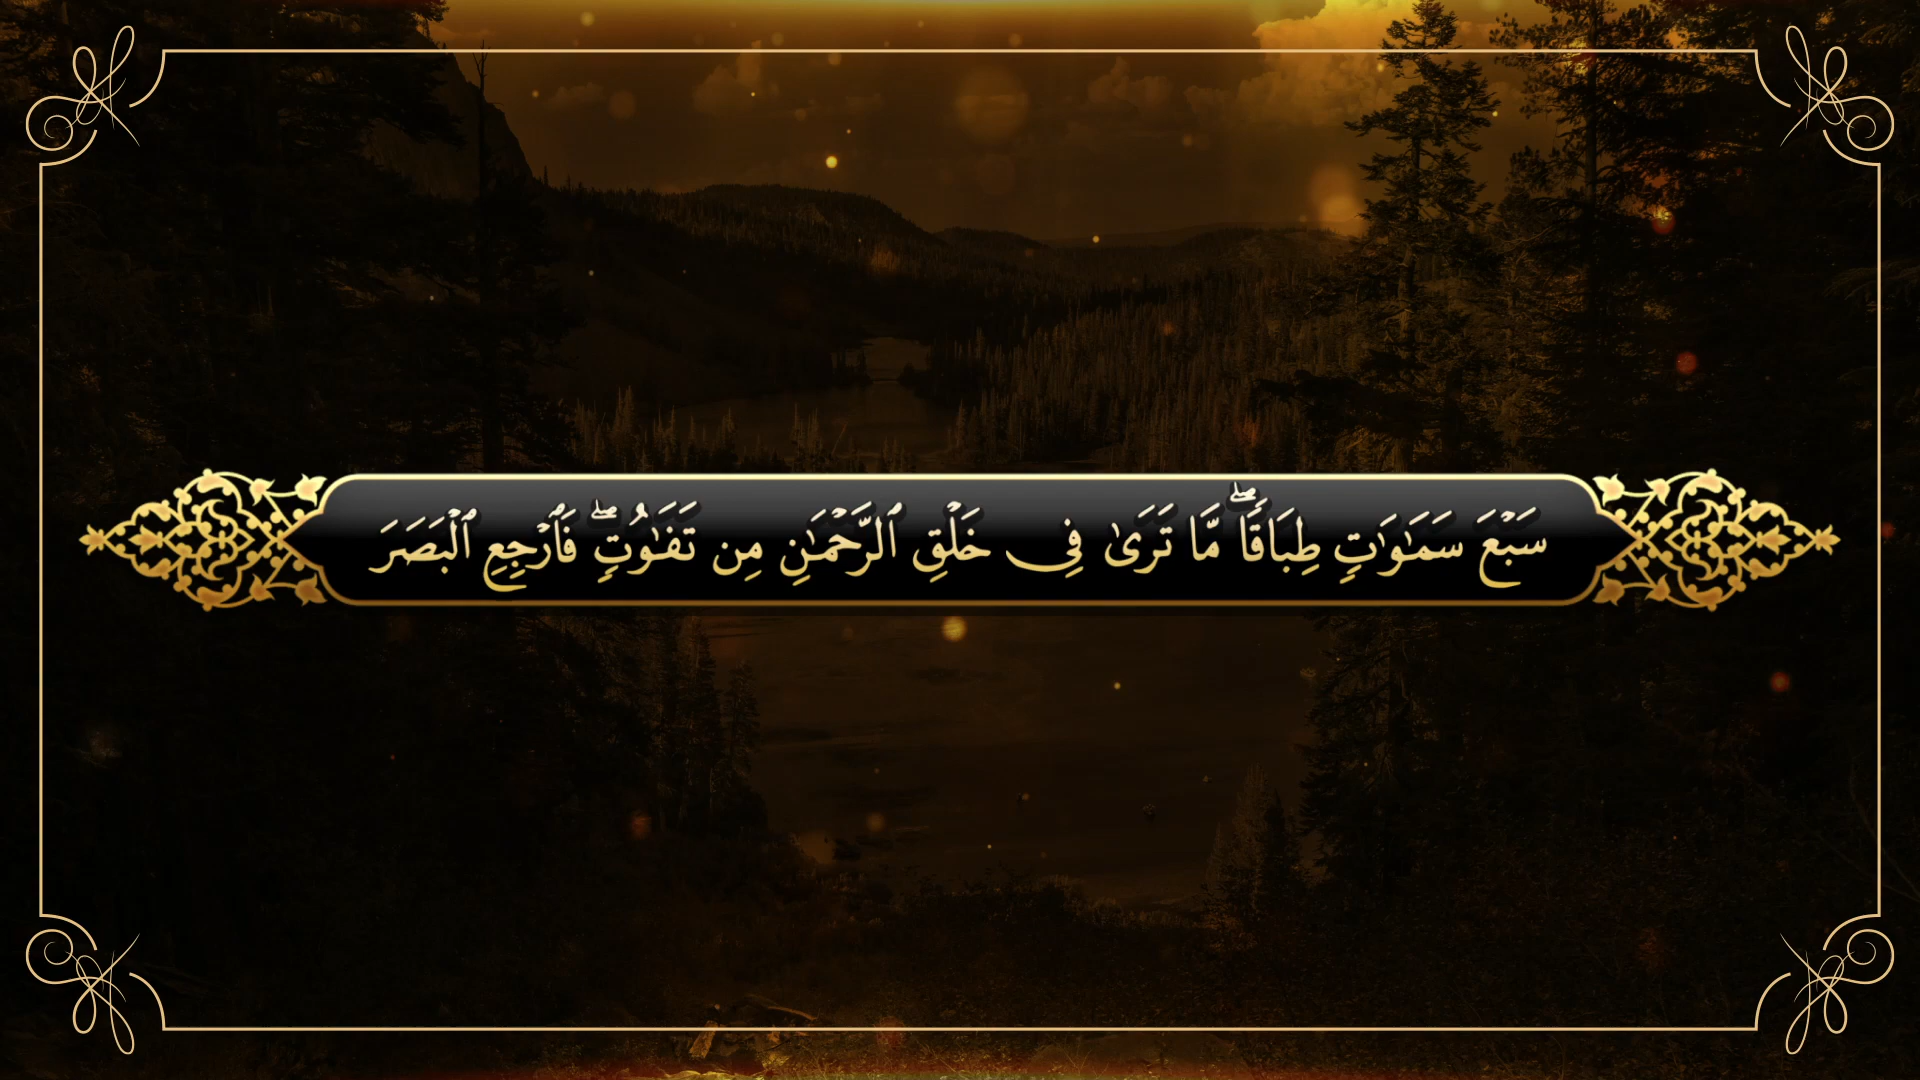 سَبْعَ سَمَٰوَٰتٍ طِبَاقًا ۖ مَّا تَرَىٰ فِى خَلْقِ ٱلرَّحْمَٰنِ مِن تَفَٰوُتٍ ۖ فَٱرْجِعِ ٱلْبَصَرَ